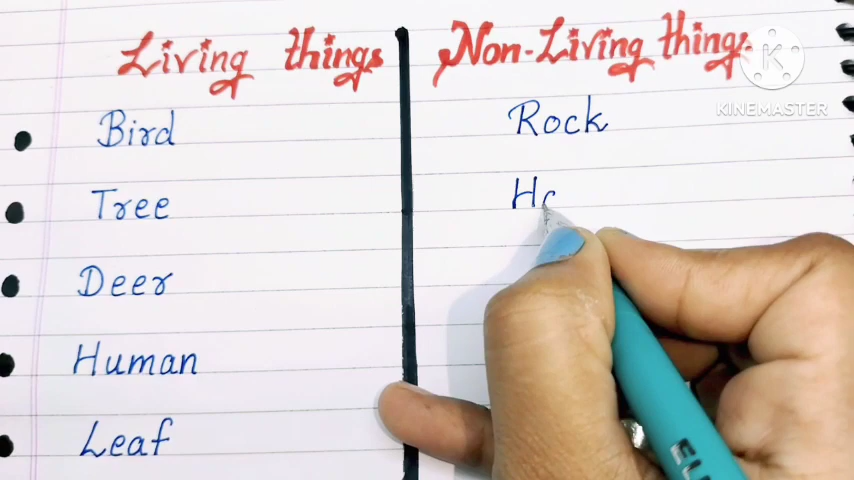 Living things
Non-Living things
Bird
Rock
Tree
Deer
Human
Leaf
KINEMASTER